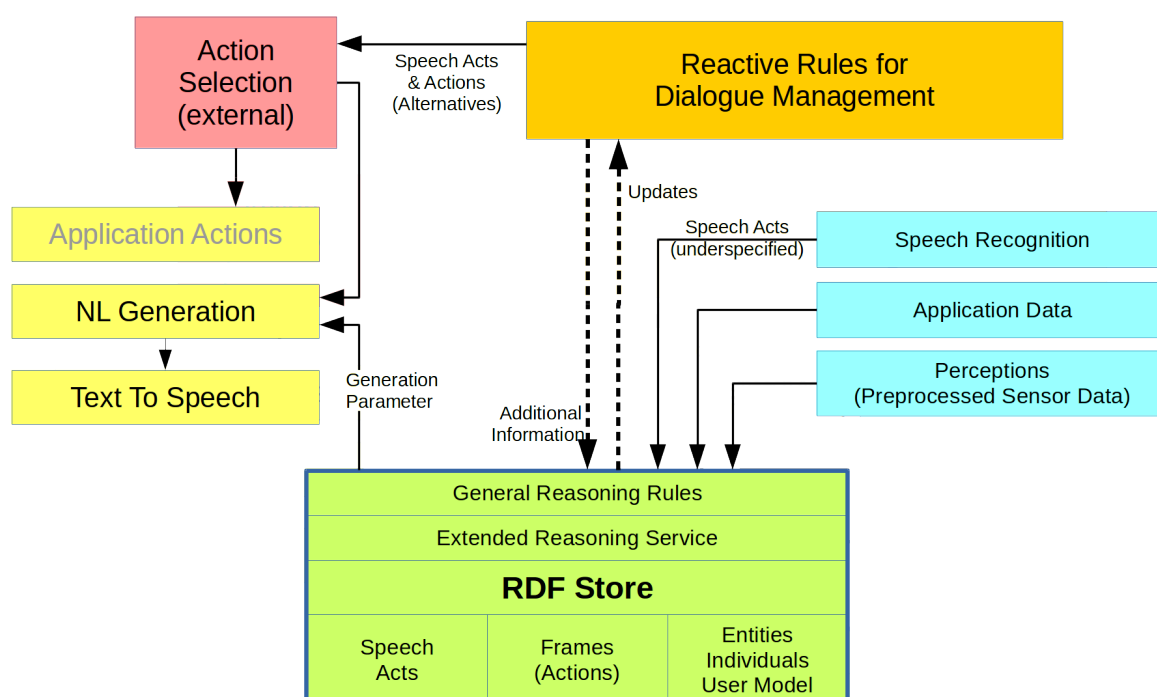 Action
Selection
(external)
Speech Acts
& Actions
(Alternatives)
Reactive Rules for
Dialogue Management
Updates
Application Actions
Speech Acts
(underspecified)
Speech Recognition
NL Generation
Application Data
Text To Speech
Generation
Parameter
Perceptions
(Preprocessed Sensor Data)
Additional
Information
General Reasoning Rules
Extended Reasoning Service
RDF Store
Speech
Acts
Frames
(Actions)
Entities
Individuals
User Model